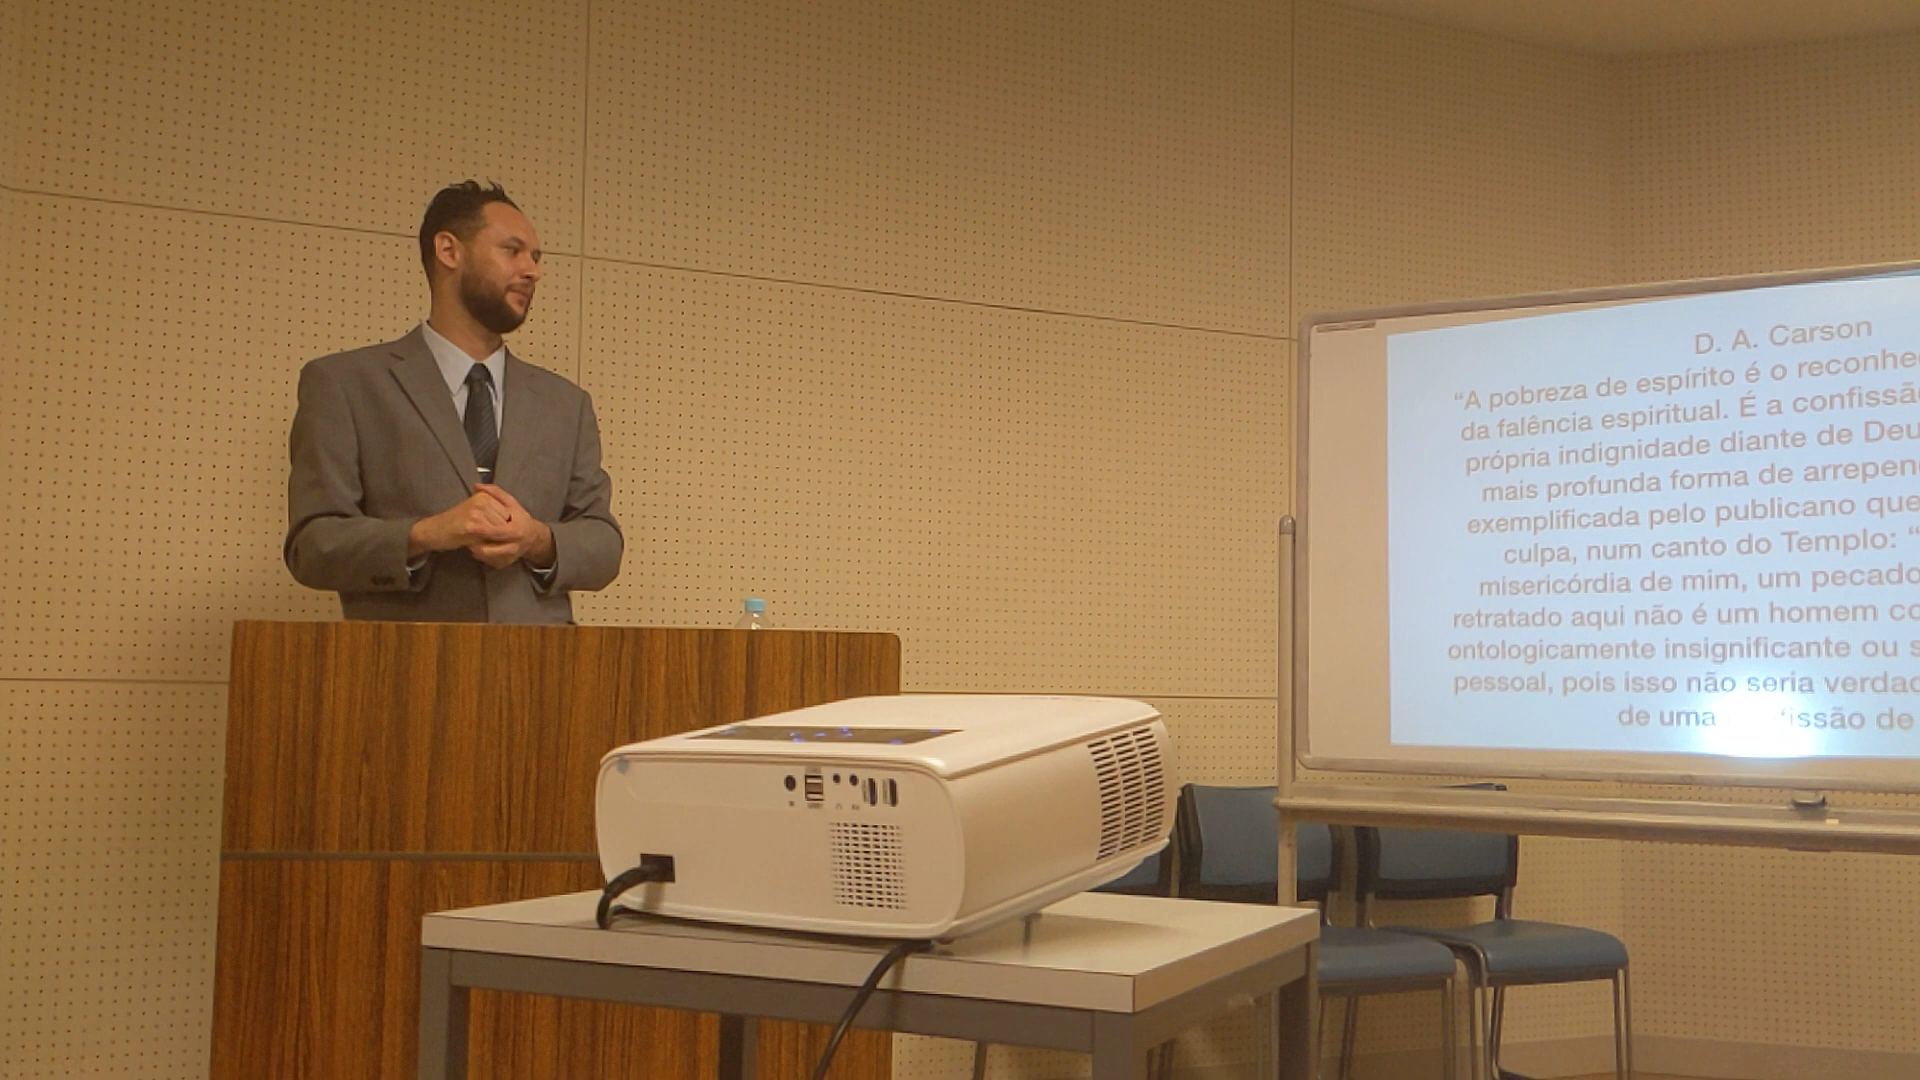 D. A. Carson
“A pobreza de espírito é o reconhe
da falência espiritual. É a confissã
própria indignidade diante de Deu
mais profunda forma de arrepen
exemplificada pelo publicano que
culpa, num canto do Templo: “
misericórdia de mim, um pecado
retratado aqui não é um homem co
ontologicamente insignificante ou s
pessoal, pois isso não seria verdad
de uma fissão de